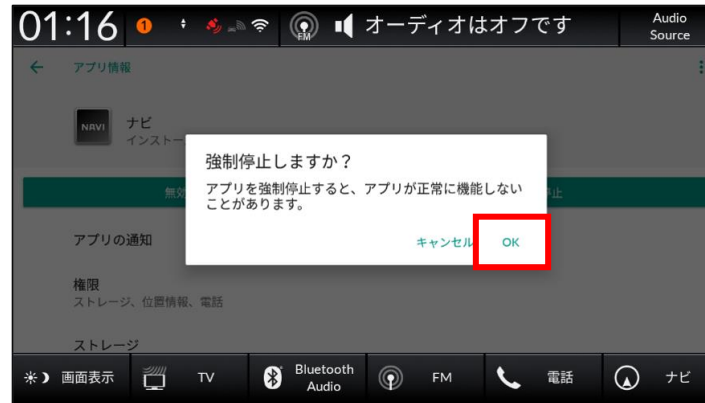 01:16
1
FM
オーディオはオフです
Audio
Source
アプリ情報
NAVI
ナビ
インストー
強制停止しますか？
アプリを強制停止すると、アプリが正常に機能しない
ことがあります。
キャンセル
OK
無効
停止
アプリの通知
権限
ストレージ、位置情報、電話
ストレージ
画面表示
TV
Bluetooth
Audio
FM
電話
ナビ